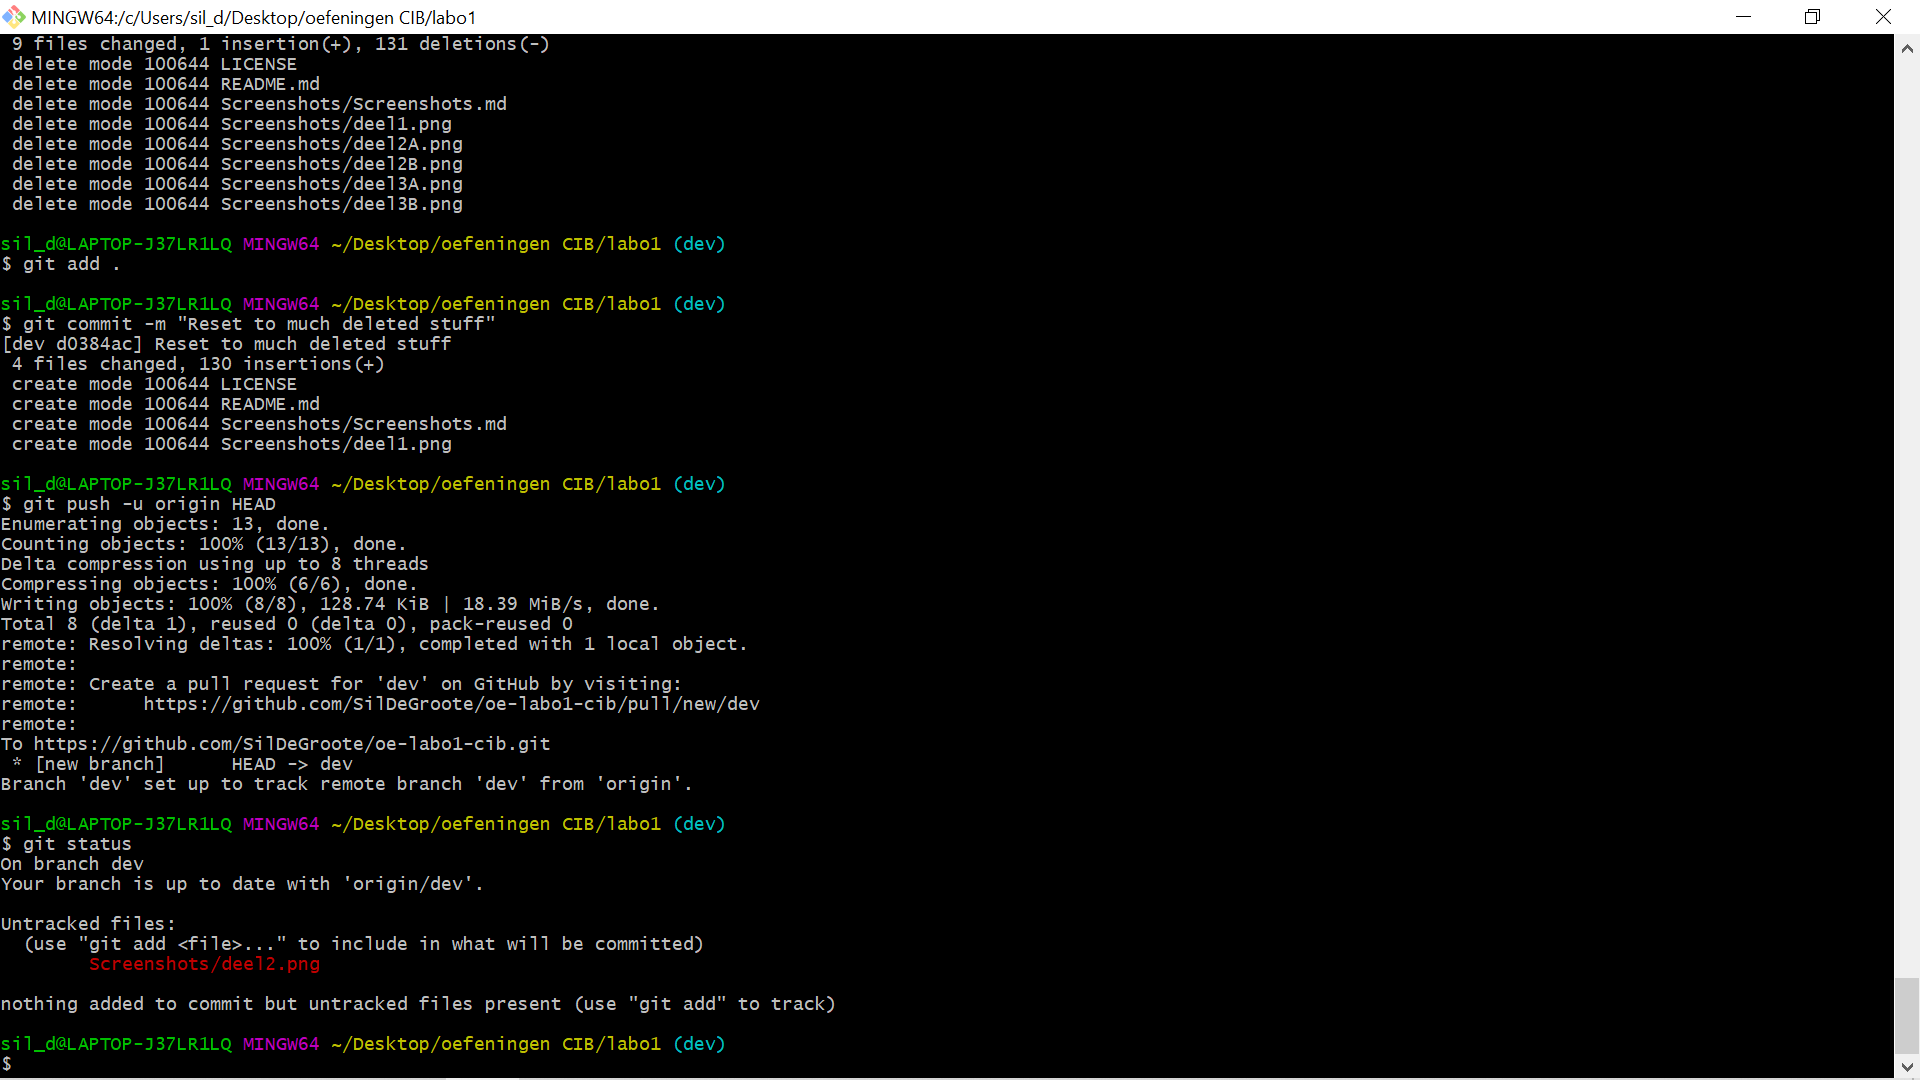 MINGW64:/c/Users/sil_d/Desktop/oefeningen CIB/labo1
 9 files changed, 1 insertion(+), 131 deletions(-)
 delete mode 100644 LICENSE
 delete mode 100644 README.md
 delete mode 100644 Screenshots/Screenshots.md
 delete mode 100644 Screenshots/deel1.png
 delete mode 100644 Screenshots/deel2A.png
 delete mode 100644 Screenshots/deel2B.png
 delete mode 100644 Screenshots/deel3A.png
 delete mode 100644 Screenshots/deel3B.png
sil_d@LAPTOP-J37LR1LQ MINGW64 ~/Desktop/oefeningen CIB/labo1 (dev)
$ git add .
sil_d@LAPTOP-J37LR1LQ MINGW64 ~/Desktop/oefeningen CIB/labo1 (dev)
$ git commit -m "Reset to much deleted stuff"
[dev d0384ac] Reset to much deleted stuff
 4 files changed, 130 insertions(+)
 create mode 100644 LICENSE
 create mode 100644 README.md
 create mode 100644 Screenshots/Screenshots.md
 create mode 100644 Screenshots/deel1.png
sil_d@LAPTOP-J37LR1LQ MINGW64 ~/Desktop/oefeningen CIB/labo1 (dev)
$ git push -u origin HEAD
Enumerating objects: 13, done.
Counting objects: 100% (13/13), done.
Delta compression using up to 8 threads
Compressing objects: 100% (6/6), done.
Writing objects: 100% (8/8), 128.74 KiB | 18.39 MiB/s, done.
Total 8 (delta 1), reused 0 (delta 0), pack-reused 0
remote: Resolving deltas: 100% (1/1), completed with 1 local object.
remote:
remote: Create a pull request for 'dev' on GitHub by visiting:
remote:      https://github.com/SilDeGroote/oe-labo1-cib/pull/new/dev
remote:
To https://github.com/SilDeGroote/oe-labo1-cib.git
 * [new branch]      HEAD -> dev
Branch 'dev' set up to track remote branch 'dev' from 'origin'.
sil_d@LAPTOP-J37LR1LQ MINGW64 ~/Desktop/oefeningen CIB/labo1 (dev)
$ git status
On branch dev
Your branch is up to date with 'origin/dev'.
Untracked files:
  (use "git add <file>..." to include in what will be committed)
        Screenshots/deel2.png
nothing added to commit but untracked files present (use "git add" to track)
sil_d@LAPTOP-J37LR1LQ MINGW64 ~/Desktop/oefeningen CIB/labo1 (dev)
$